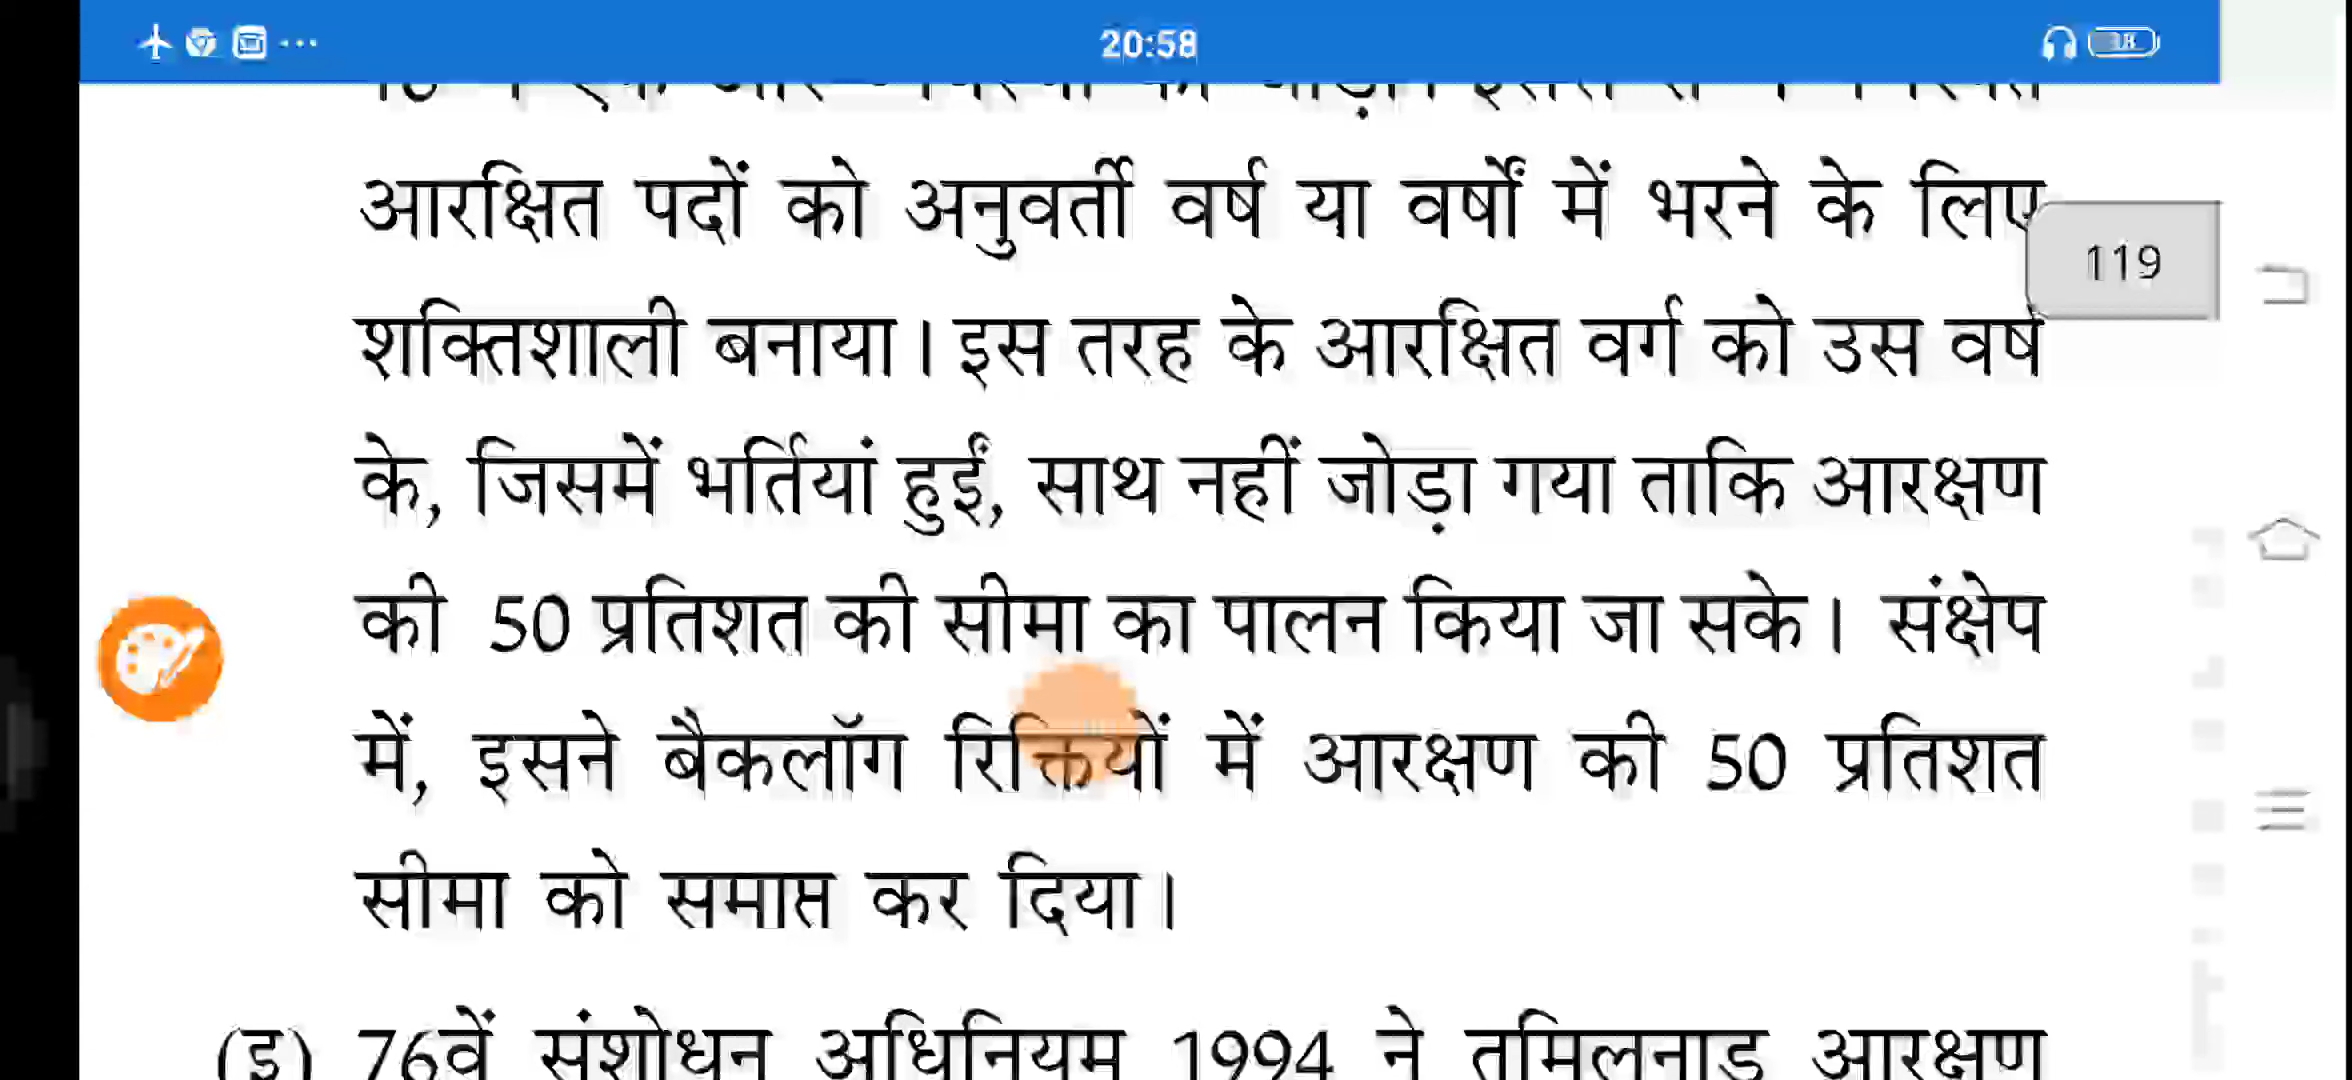 20:58
38
आरक्षित पदों को अनुवर्ती वर्ष या वर्षों में भरने के लिए
119
शक्तिशाली बनाया। इस तरह के आरक्षित वर्ग को उस वर्ष
के, जिसमें भर्तियां हुईं, साथ नहीं जोड़ा गया ताकि आरक्षण
की 50 प्रतिशत की सीमा का पालन किया जा सके। संक्षेप
में, इसने बैकलॉग रिक्तियों में आरक्षण की 50 प्रतिशत
सीमा को समाप्त कर दिया।
(इ) 76वें संशोधन अधिनियम 1994 ने तमिलनाडु आरक्षण